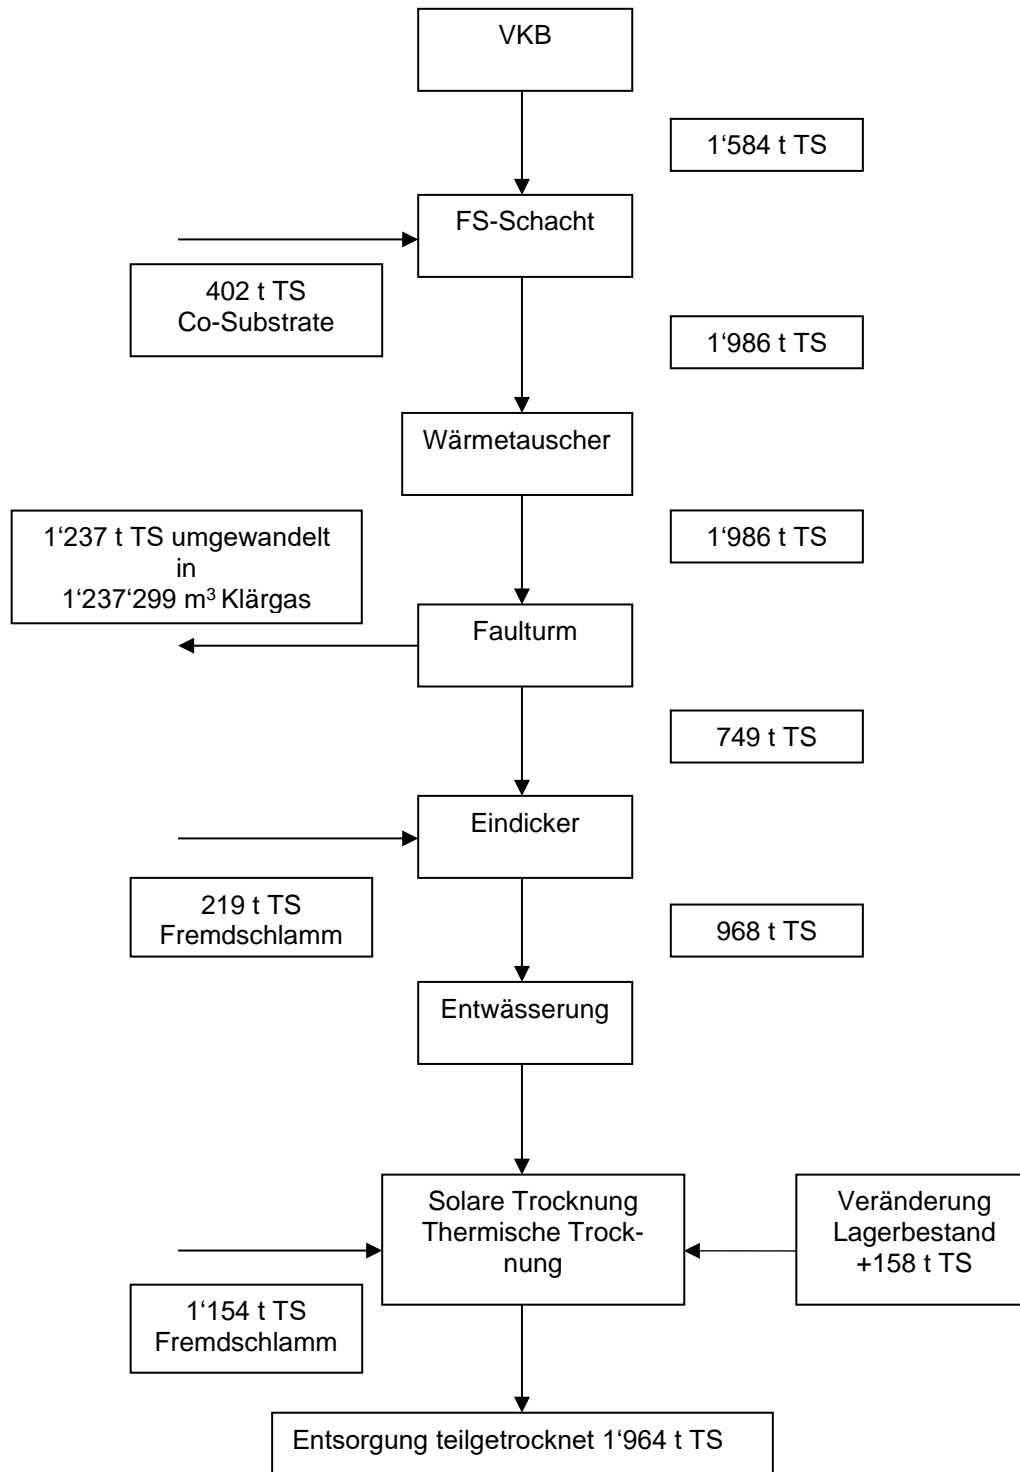 VKB
1‘584 t TS
FS-Schacht
402 t TS
Co-Substrate
1‘986 t TS
Wärmetauscher
1‘237 t TS umgewandelt
in
1‘237‘299 m³ Klärgas
1‘986 t TS
Faulturm
749 t TS
Eindicker
219 t TS
Fremdschlamm
968 t TS
Entwässerung
Solare Trocknung
Thermische Trock-
nung
Veränderung
Lagerbestand
+158 t TS
1‘154 t TS
Fremdschlamm
Entsorgung teilgetrocknet 1‘964 t TS